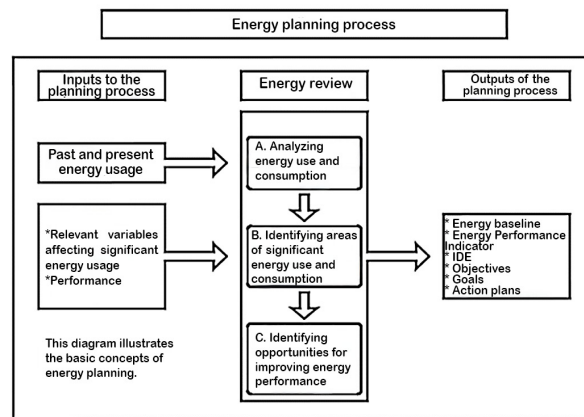 Energy planning process
Inputs to the
planning process
Energy review
Outputs of the
planning process
Past and present
energy usage
A. Analyzing
energy use and
consumption
*Relevant variables
affecting significant
energy usage
*Performance
B. Identifying areas
of significant
energy use and
consumption
* Energy baseline
* Energy Performance
Indicator
* IDE
* Objectives
* Goals
* Action plans
C. Identifying
opportunities for
improving energy
performance
This diagram illustrates
the basic concepts of
energy planning.